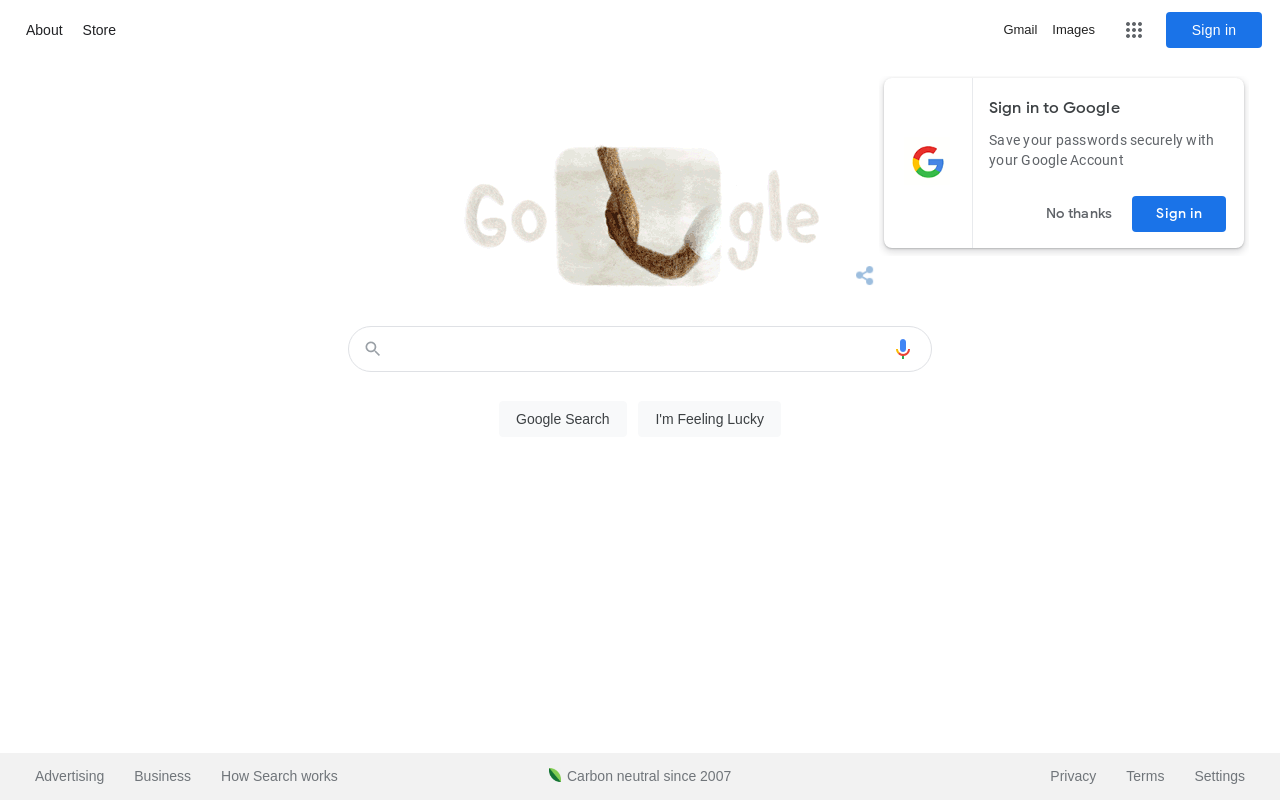 About
Store
Gmail
Images
Sign in
Sign in to Google
Save your passwords securely with
your Google Account
No thanks
Sign in
Go gle
Google Search
I'm Feeling Lucky
Advertising
Business
How Search works
Carbon neutral since 2007
Privacy
Terms
Settings